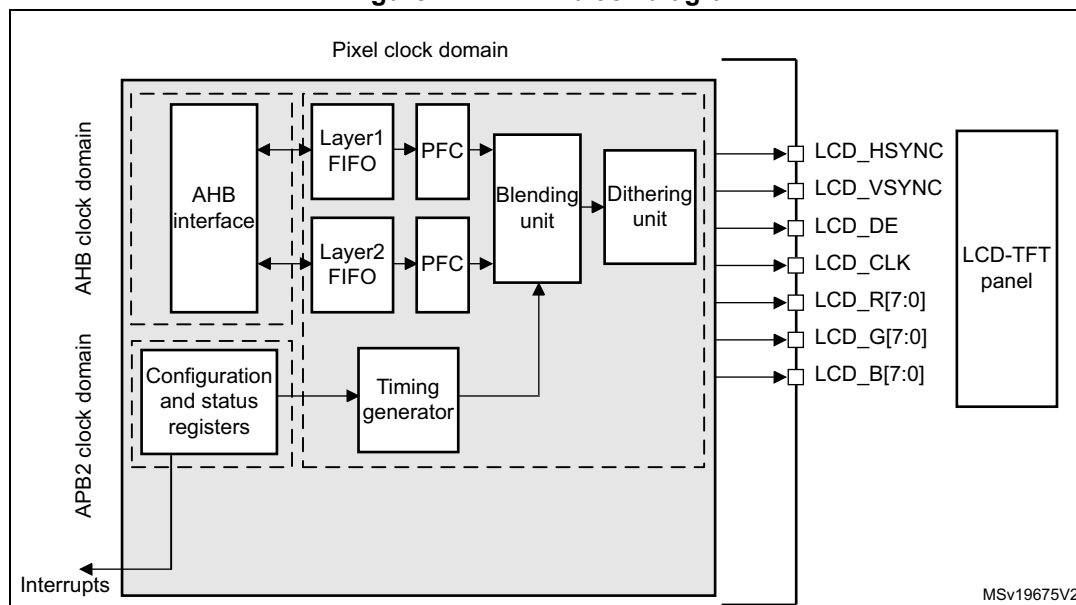 Pixel clock domain
AHB clock domain
AHB
interface
Layer1
FIFO
PFC
Layer2
FIFO
PFC
Blending
unit
Dithering
unit
LCD_HSYNC
LCD_VSYNC
LCD_DE
LCD_CLK
LCD_R[7:0]
LCD_G[7:0]
LCD_B[7:0]
LCD-TFT
panel
APB2 clock domain
Configuration
and status
registers
Timing
generator
Interrupts
MSv19675V2